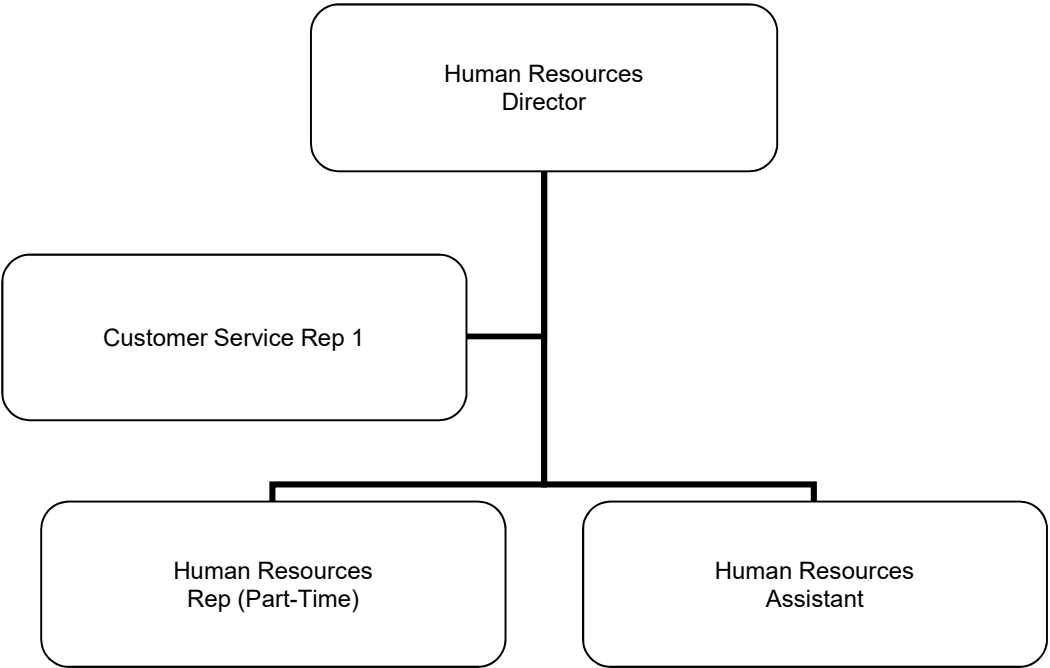 Human Resources
Director
Customer Service Rep 1
Human Resources
Rep (Part-Time)
Human Resources
Assistant